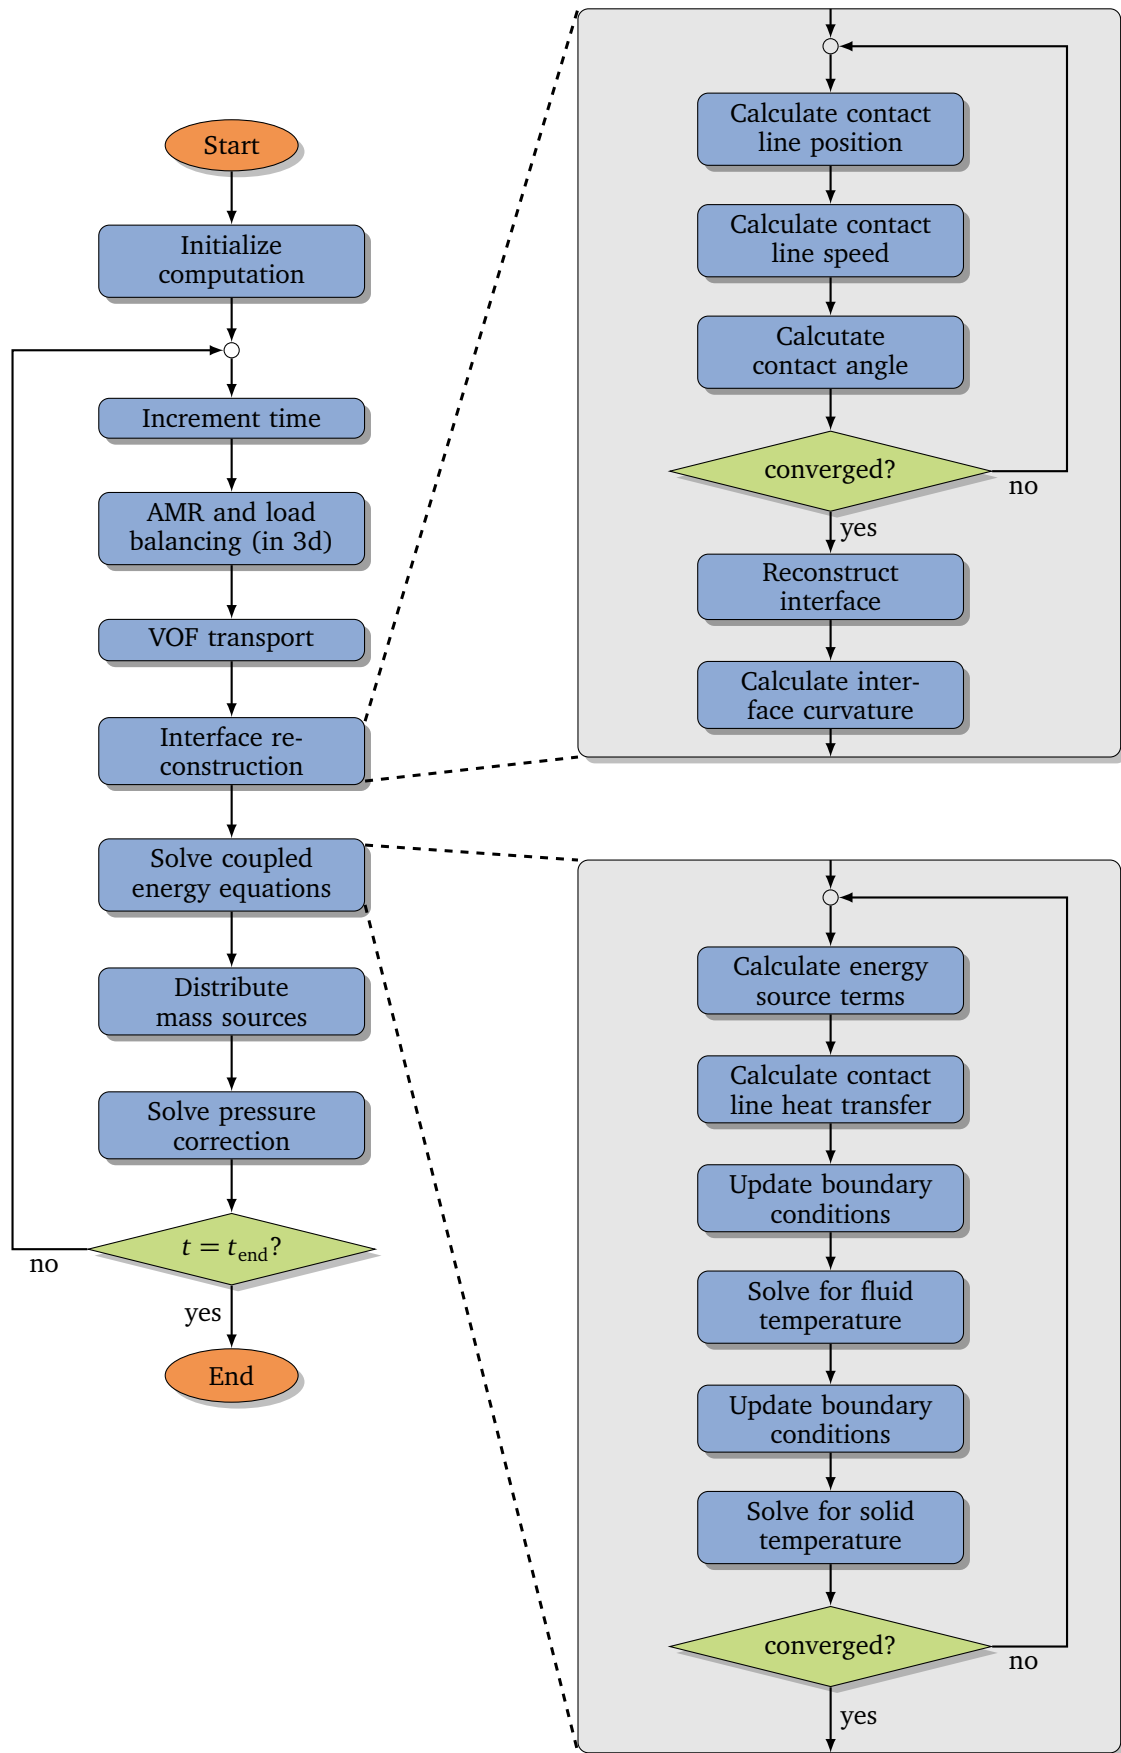 Start
Initialize
computation
Increment time
AMR and load
balancing (in 3d)
VOF transport
Interface re-
construction
Solve coupled
energy equations
Distribute
mass sources
Solve pressure
correction
t = t_end?
no
yes
End
Calculate contact
line position
Calculate contact
line speed
Calcutate
contact angle
converged?
no
yes
Reconstruct
interface
Calculate inter-
face curvature
Calculate energy
source terms
Calculate contact
line heat transfer
Update boundary
conditions
Solve for fluid
temperature
Update boundary
conditions
Solve for solid
temperature
converged?
no
yes